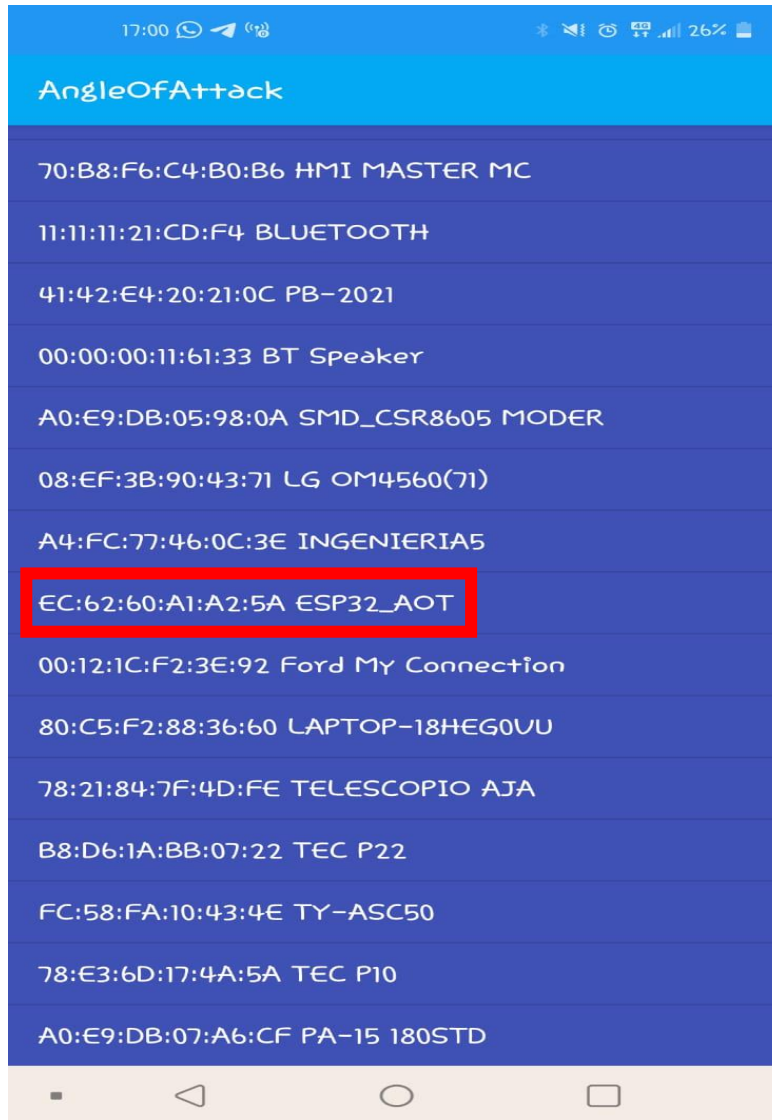 17:00 26%
AngleOfAttack
70:B8:F6:C4:B0:B6 HMI MASTER MC
11:11:11:21:CD:F4 BLUETOOTH
41:42:E4:20:21:0C PB-2021
00:00:00:11:61:33 BT Speaker
A0:E9:DB:05:98:0A SMD_CSR8605 MODER
08:EF:3B:90:43:71 LG OM4560(71)
A4:FC:77:46:0C:3E INGENIERIA5
EC:62:60:A1:A2:5A ESP32_AOT
00:12:1C:F2:3E:92 Ford My Connection
80:C5:F2:88:36:60 LAPTOP-18HEG0VU
78:21:84:7F:4D:FE TELESCOPIO AJA
B8:D6:1A:BB:07:22 TEC P22
FC:58:FA:10:43:4E TY-ASC50
78:E3:6D:17:4A:5A TEC P10
A0:E9:DB:07:A6:CF PA-15 180STD